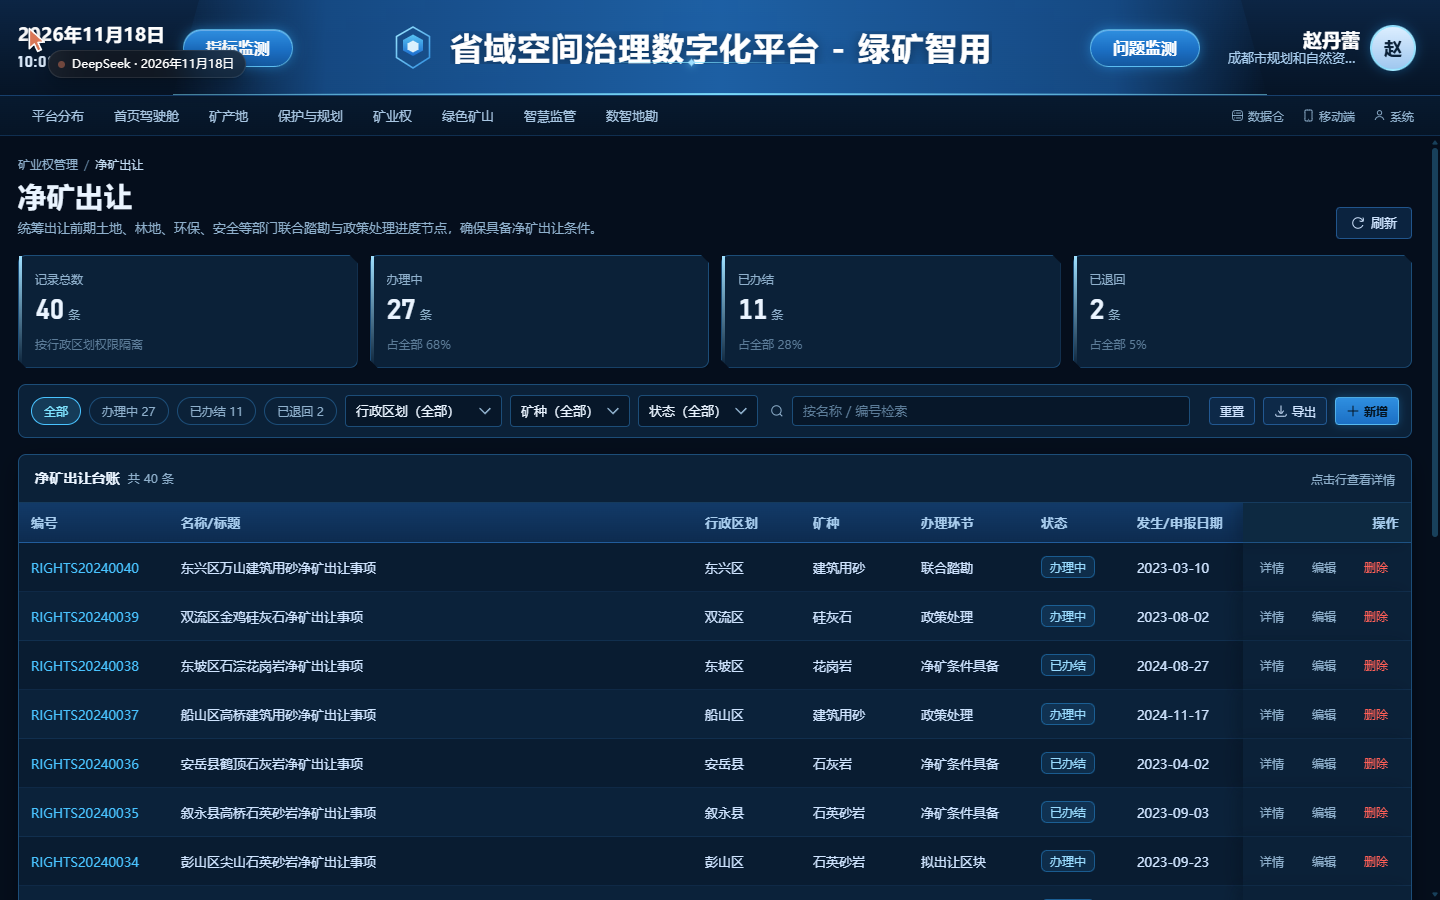 2026年11月18日
10:0
DeepSeek · 2026年11月18日
指标监测
省域空间治理数字化平台 - 绿矿智用
问题监测
赵丹蕾
成都市规划和自然资...
赵
平台分布 首页驾驶舱 矿产地 保护与规划 矿业权 绿色矿山 智慧监管 数智地勘 数据仓 移动端 系统
矿业权管理 / 净矿出让
净矿出让
统筹出让前期土地、林地、环保、安全等部门联合踏勘与政策处理进度节点，确保具备净矿出让条件。
刷新
记录总数
40 条
按行政区划权限隔离
办理中
27 条
占全部 68%
已办结
11 条
占全部 28%
已退回
2 条
占全部 5%
全部 办理中 27 已办结 11 已退回 2 行政区划（全部） 矿种（全部） 状态（全部） 按名称 / 编号检索 重置 导出 新增
净矿出让台账 共 40 条 点击行查看详情
编号 名称/标题 行政区划 矿种 办理环节 状态 发生/申报日期 操作
RIGHTS20240040 东兴区万山建筑用砂净矿出让事项 东兴区 建筑用砂 联合踏勘 办理中 2023-03-10 详情 编辑 删除
RIGHTS20240039 双流区金鸡硅灰石净矿出让事项 双流区 硅灰石 政策处理 办理中 2023-08-02 详情 编辑 删除
RIGHTS20240038 东坡区石淙花岗岩净矿出让事项 东坡区 花岗岩 净矿条件具备 已办结 2024-08-27 详情 编辑 删除
RIGHTS20240037 船山区高桥建筑用砂净矿出让事项 船山区 建筑用砂 政策处理 办理中 2024-11-17 详情 编辑 删除
RIGHTS20240036 安岳县鹤顶石灰岩净矿出让事项 安岳县 石灰岩 净矿条件具备 已办结 2023-04-02 详情 编辑 删除
RIGHTS20240035 叙永县高桥石英砂岩净矿出让事项 叙永县 石英砂岩 净矿条件具备 已办结 2023-09-03 详情 编辑 删除
RIGHTS20240034 彭山区尖山石英砂岩净矿出让事项 彭山区 石英砂岩 拟出让区块 办理中 2023-09-23 详情 编辑 删除